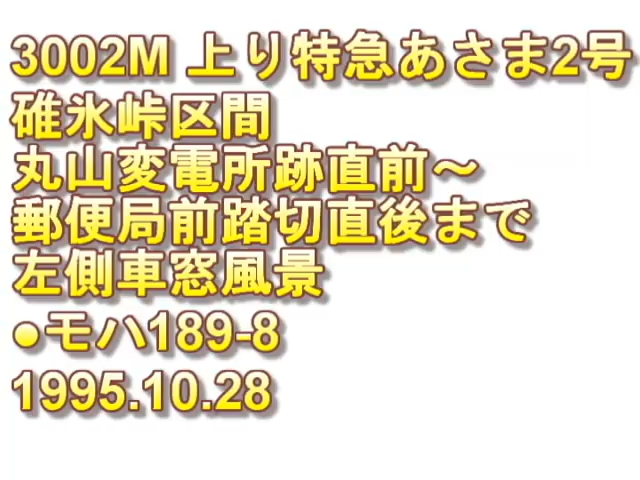 3002M 上り特急あさま2号
碓氷峠区間
丸山変電所跡直前～
郵便局前踏切直後まで
左側車窓風景
●モハ189-8
1995.10.28